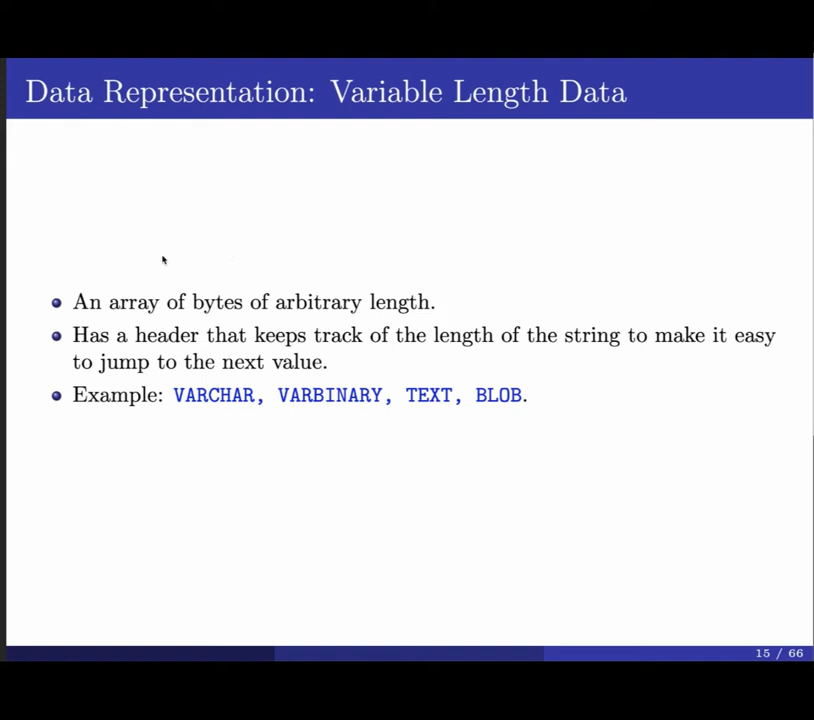 Data Representation: Variable Length Data
An array of bytes of arbitrary length.
Has a header that keeps track of the length of the string to make it easy
to jump to the next value.
Example: VARCHAR, VARBINARY, TEXT, BLOB.
15 / 66